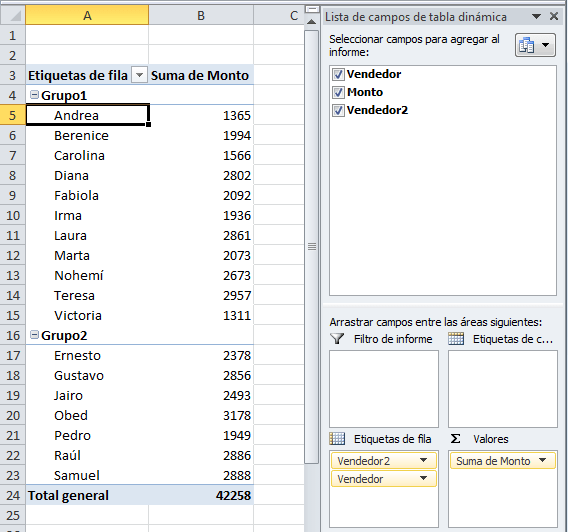 A B C
1
2
3 Etiquetas de fila Suma de Monto
4 Grupo1
5 Andrea 1365
6 Berenice 1994
7 Carolina 1566
8 Diana 2802
9 Fabiola 2092
10 Irma 1936
11 Laura 2861
12 Marta 2073
13 Nohemí 2673
14 Teresa 2957
15 Victoria 1311
16 Grupo2
17 Ernesto 2378
18 Gustavo 2856
19 Jairo 2493
20 Obed 3178
21 Pedro 1949
22 Raúl 2886
23 Samuel 2888
24 Total general 42258
25
Lista de campos de tabla dinámica
Seleccionar campos para agregar al
informe:
Vendedor
Monto
Vendedor2
Arrastrar campos entre las áreas siguientes:
Filtro de informe Etiquetas de c...
Etiquetas de fila Σ Valores
Vendedor2 Suma de Monto
Vendedor